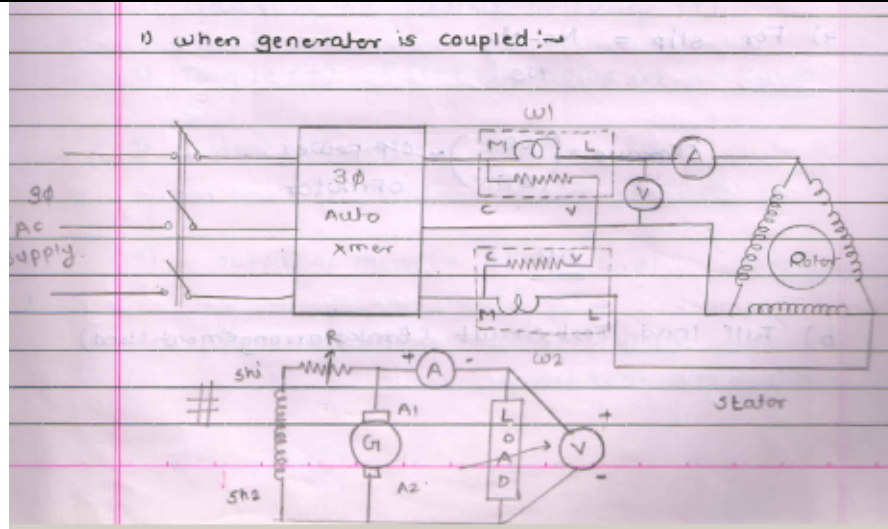 1) when generator is coupled :~
W1
M L
A
3Φ
Auto
xmer
V
C V
3Φ
AC
supply.
C V
M L
Rotor
W2
Stator
R
+ A -
sh1
A1
G
LOAD
V
+
-
A2
sh2